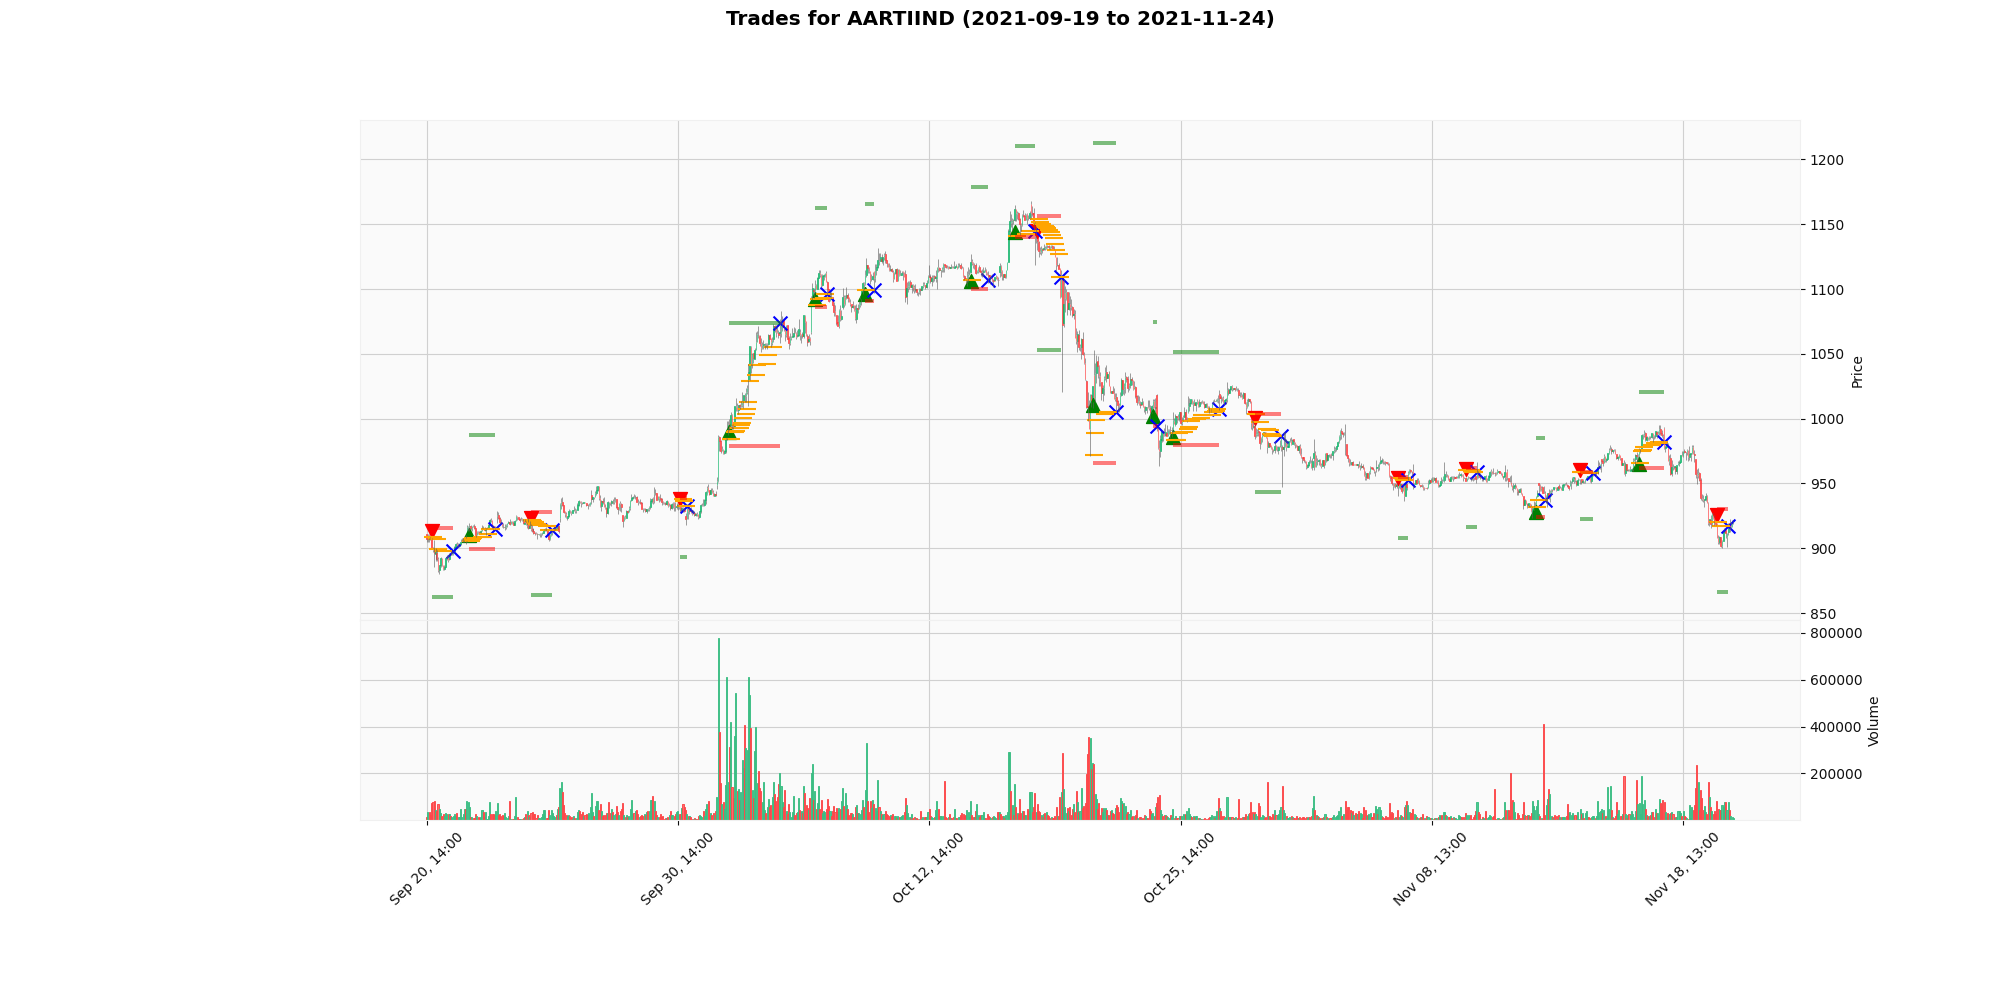 Trades for AARTIIND (2021-09-19 to 2021-11-24)
1200
1150
1100
1050
1000
950
900
850
Price
800000
600000
400000
200000
Volume
Sep 20, 14:00
Sep 30, 14:00
Oct 12, 14:00
Oct 25, 14:00
Nov 08, 13:00
Nov 18, 13:00